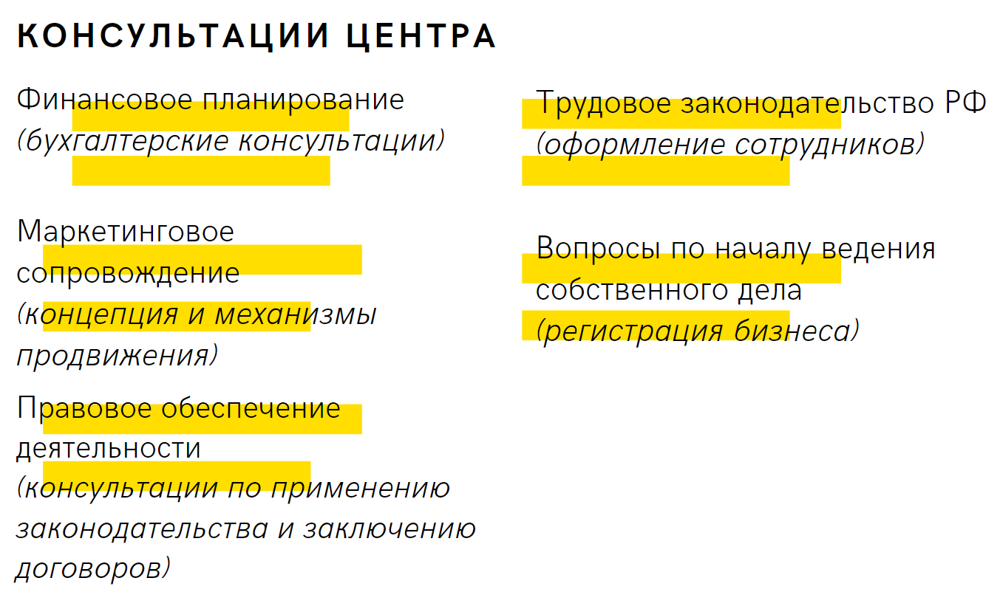 КОНСУЛЬТАЦИИ ЦЕНТРА
Финансовое планирование
(бухгалтерские консультации)
Маркетинговое
сопровождение
(концепция и механизмы
продвижения)
Правовое обеспечение
деятельности
(консультации по применению
законодательства и заключению
договоров)
Трудовое законодательство РФ
(оформление сотрудников)
Вопросы по началу ведения
собственного дела
(регистрация бизнеса)